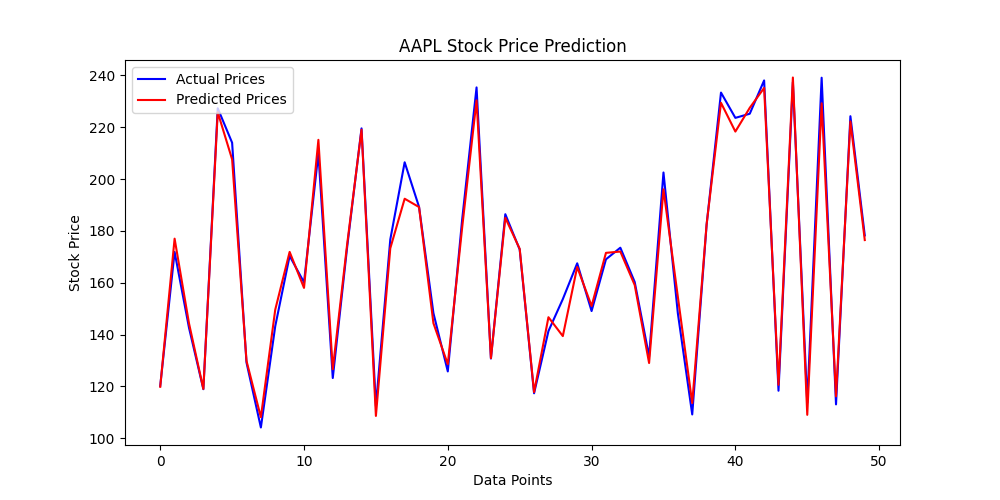 AAPL Stock Price Prediction
Actual Prices
Predicted Prices
Stock Price
240
220
200
180
160
140
120
100
0
10
20
30
40
50
Data Points